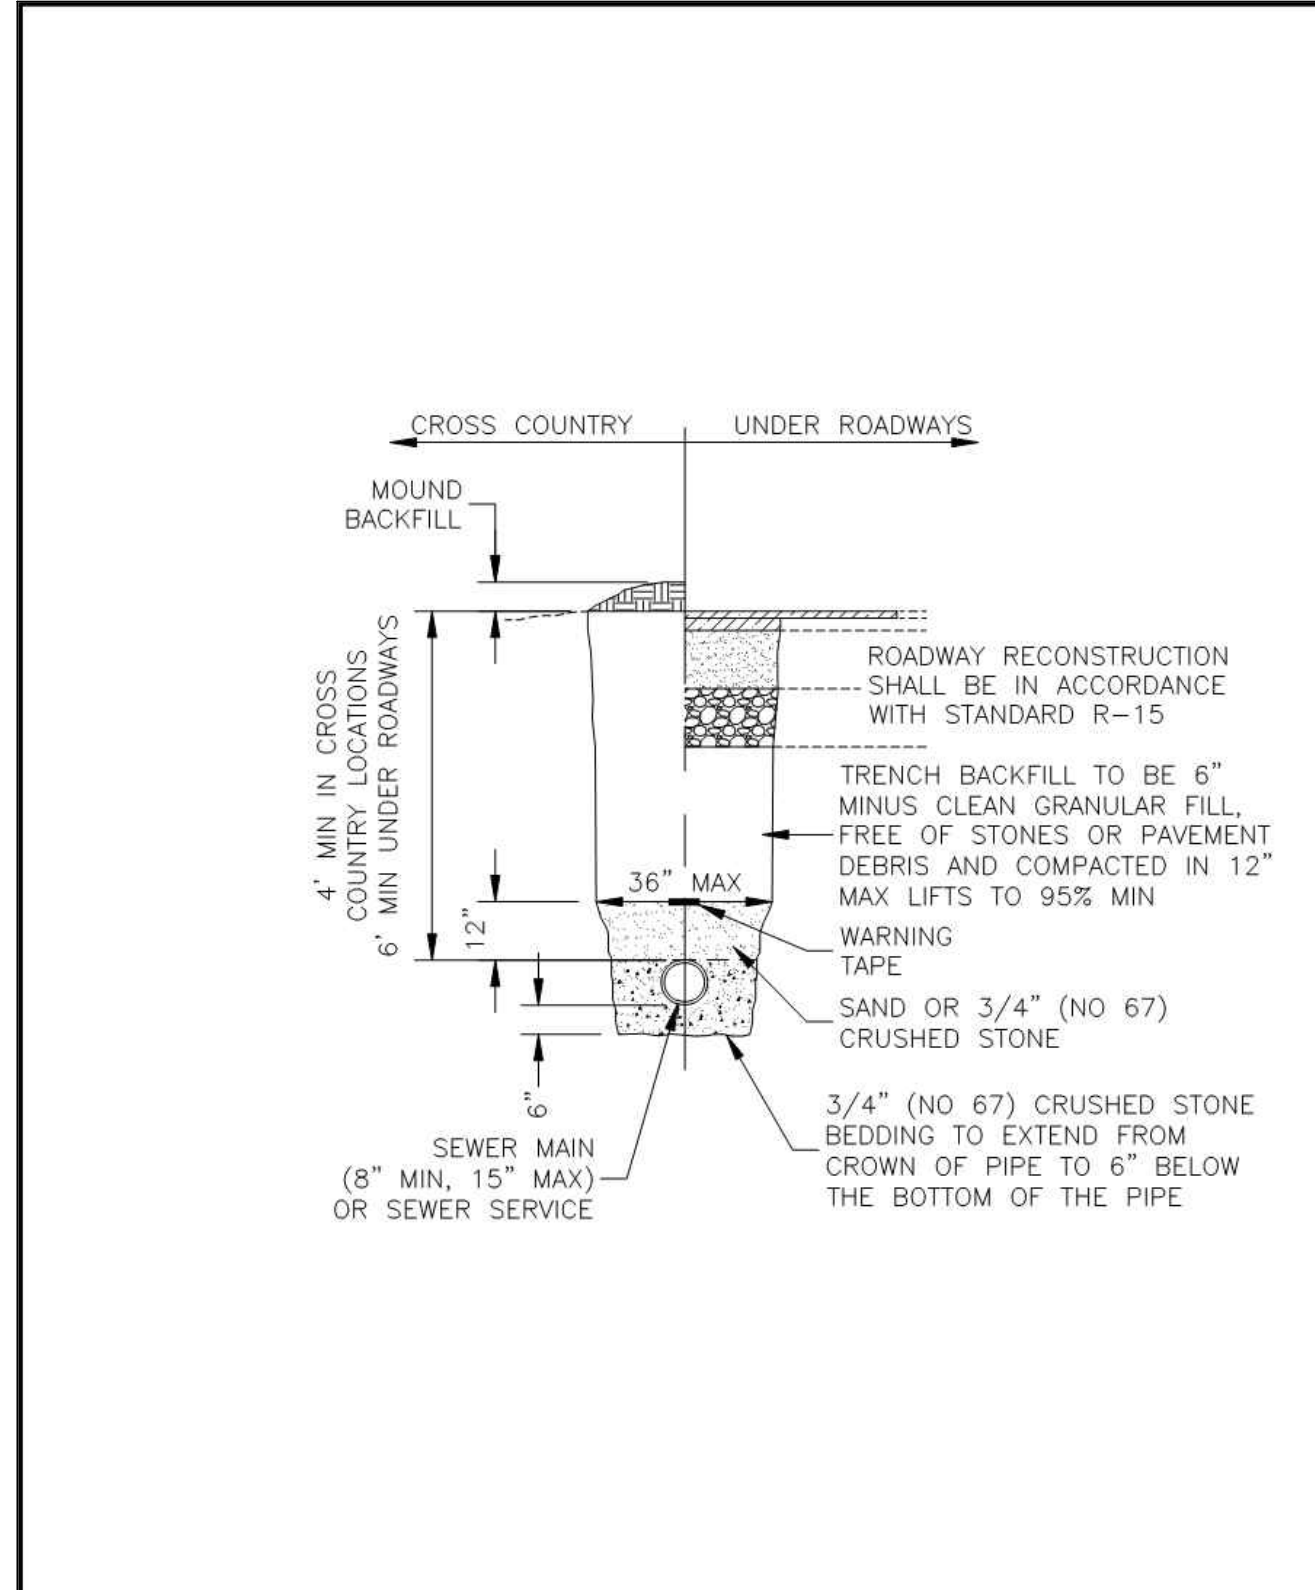 CROSS COUNTRY
UNDER ROADWAYS
MOUND
BACKFILL
4' MIN IN CROSS
COUNTRY LOCATIONS
6' MIN UNDER ROADWAYS
ROADWAY RECONSTRUCTION
SHALL BE IN ACCORDANCE
WITH STANDARD R-15
TRENCH BACKFILL TO BE 6"
MINUS CLEAN GRANULAR FILL,
FREE OF STONES OR PAVEMENT
DEBRIS AND COMPACTED IN 12"
MAX LIFTS TO 95% MIN
36" MAX
12"
WARNING
TAPE
SAND OR 3/4" (NO 67)
CRUSHED STONE
6"
3/4" (NO 67) CRUSHED STONE
BEDDING TO EXTEND FROM
CROWN OF PIPE TO 6" BELOW
THE BOTTOM OF THE PIPE
SEWER MAIN
(8" MIN, 15" MAX)
OR SEWER SERVICE